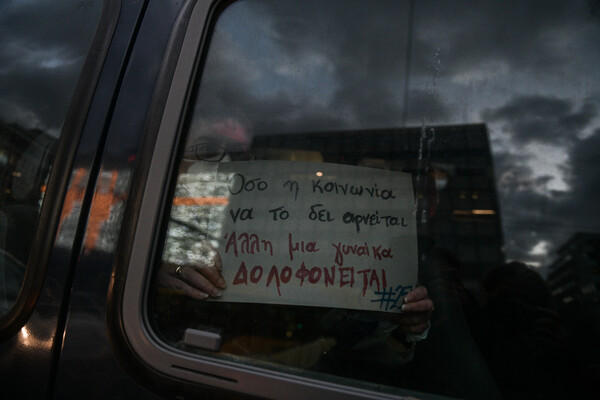 Όσο η κοινωνία
να το δει αρνείται
Άλλη μια γυναίκα
ΔΟΛΟΦΟΝΕΙΤΑΙ